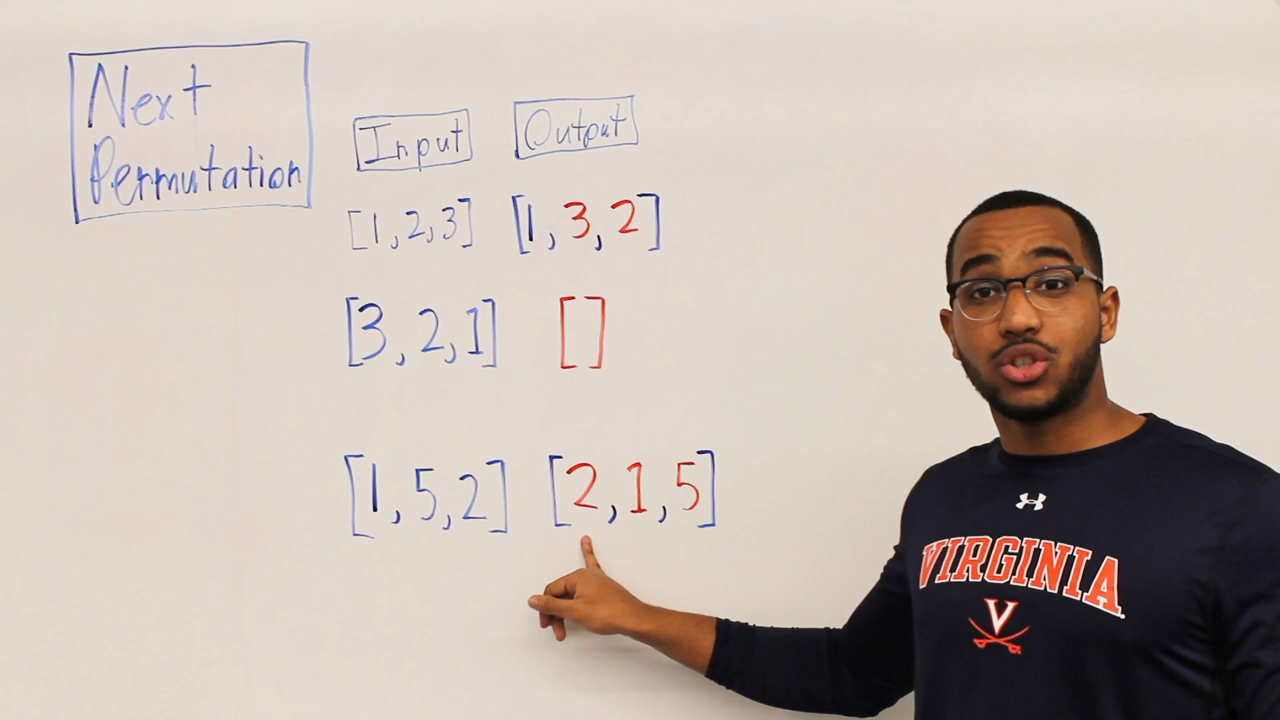 Next
Permutation
Input Output
[1,2,3] [1,3,2]
[3,2,1] []
[1,5,2] [2,1,5]
VIRGINIA
V